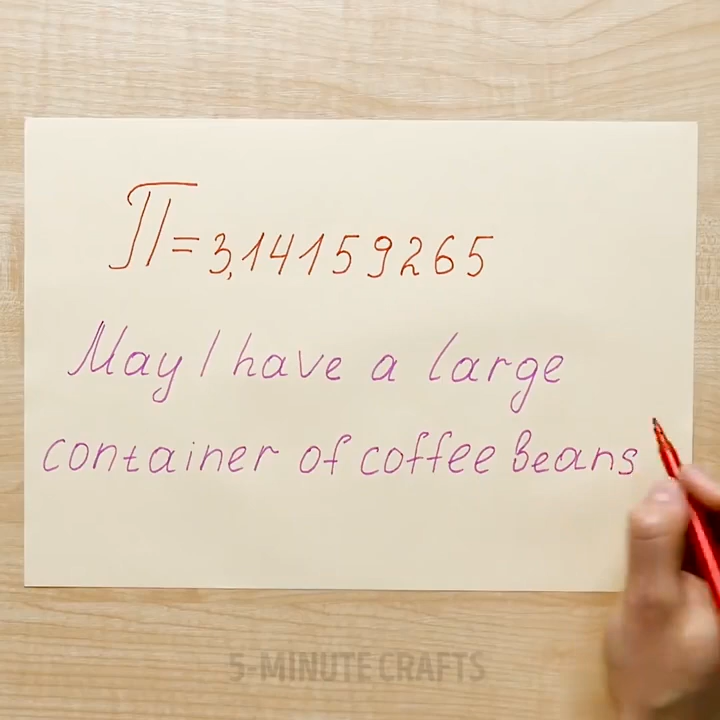 П=3,14159265
May I have a large
container of coffee beans
5-MINUTE CRAFTS